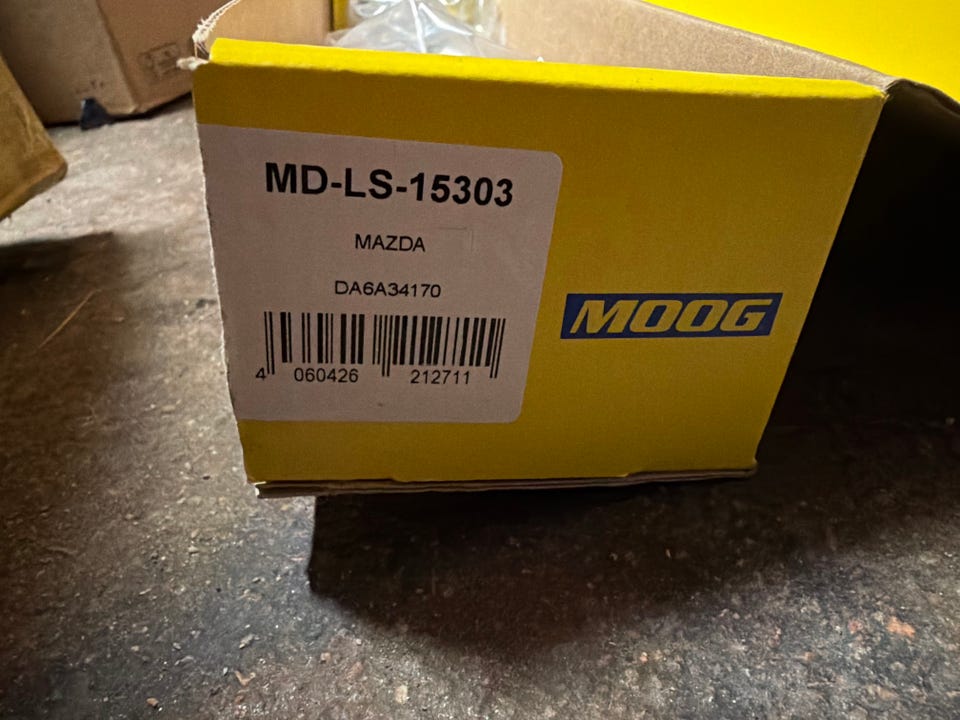 MD-LS-15303
MAZDA
DA6A34170
4 060426 212711
MOOG